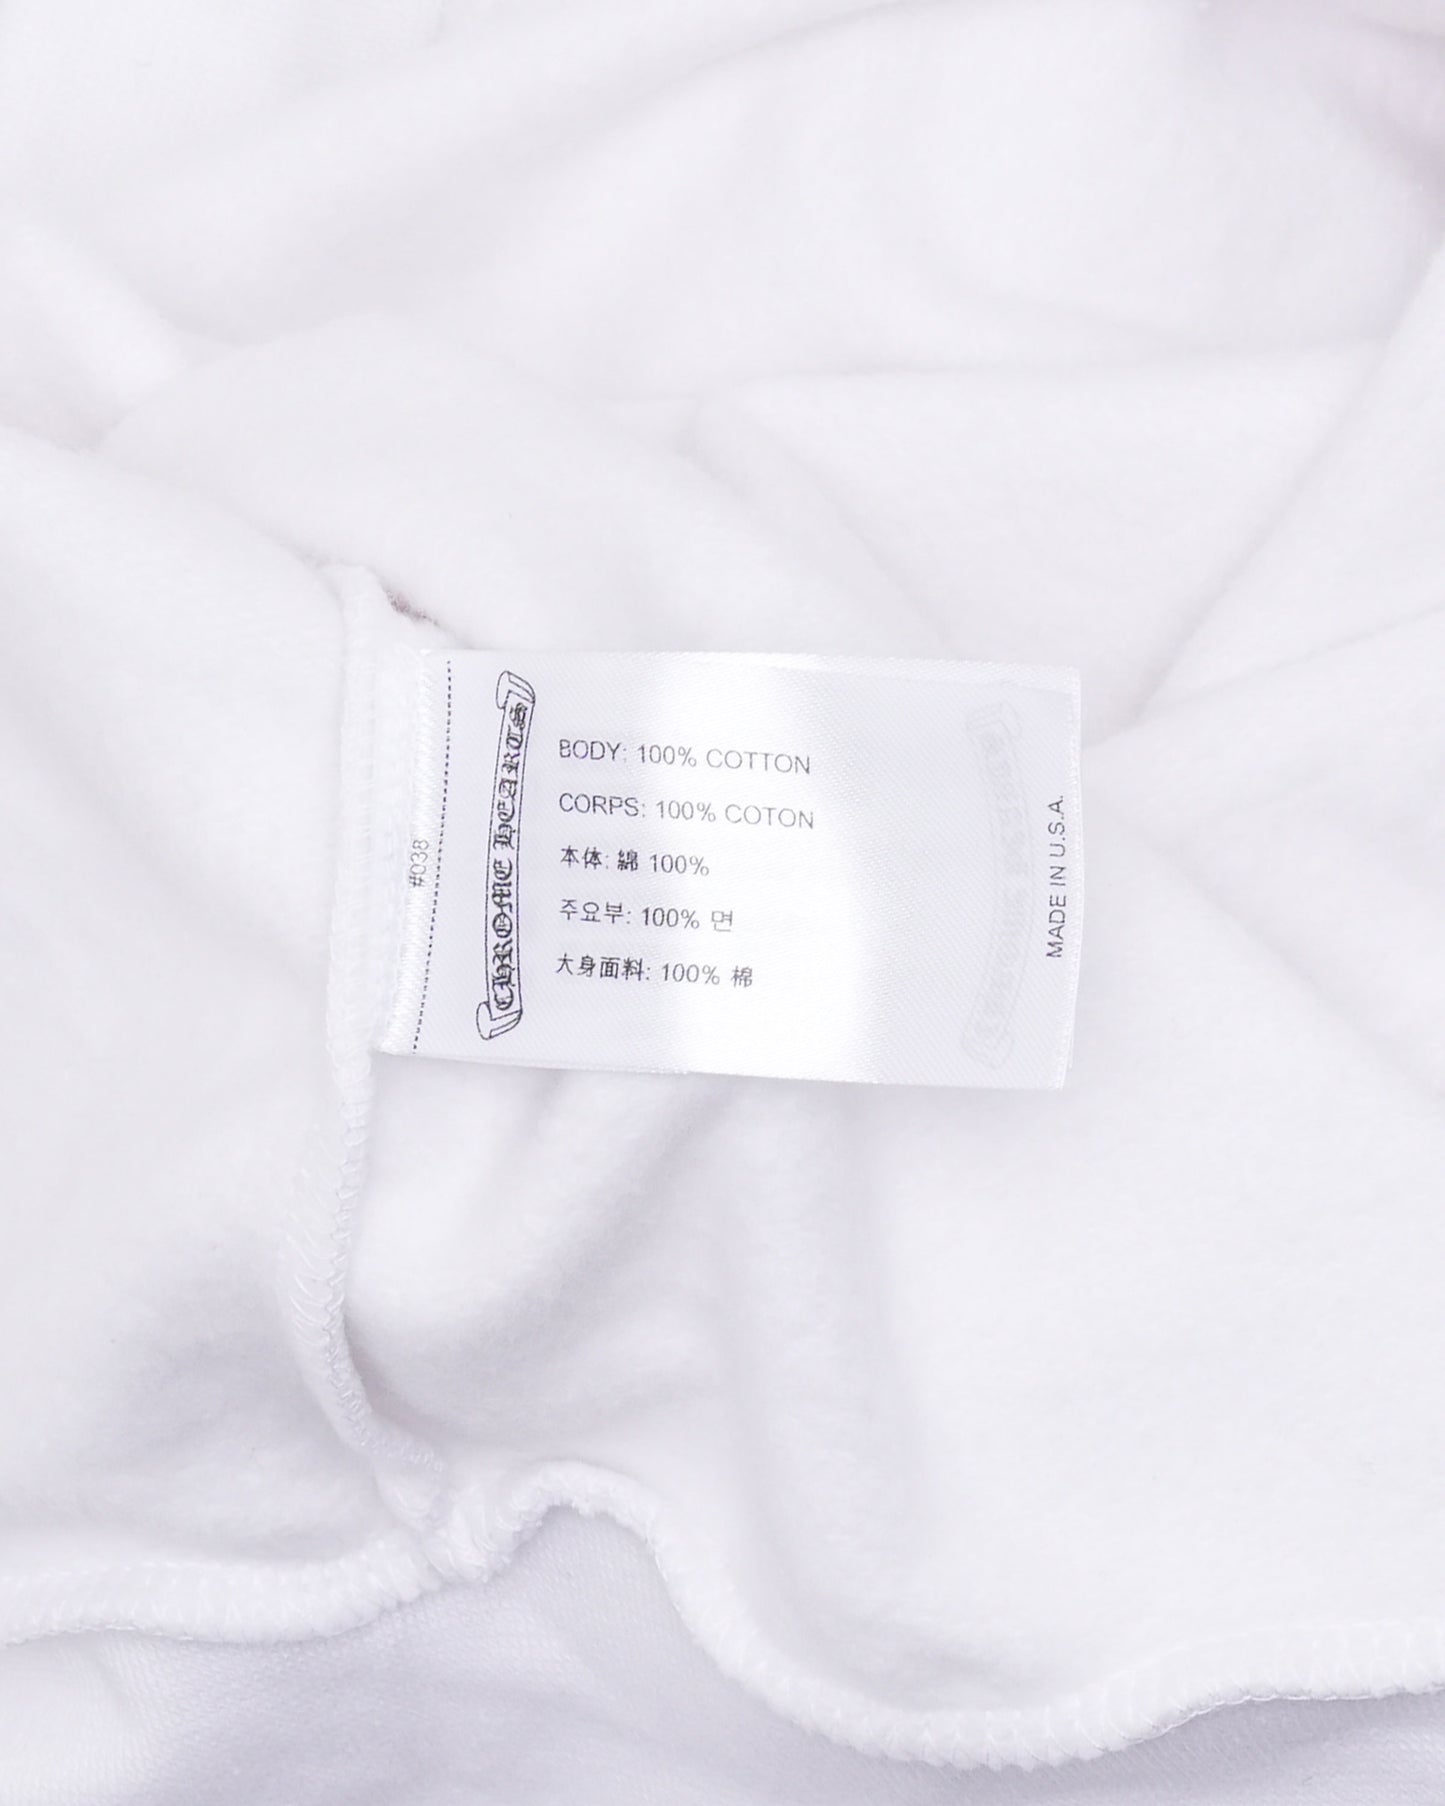 #038
CHROME HEARTS
BODY: 100% COTTON
CORPS: 100% COTON
本体: 綿 100%
주요부: 100% 면
大身面料: 100% 棉
MADE IN U.S.A.